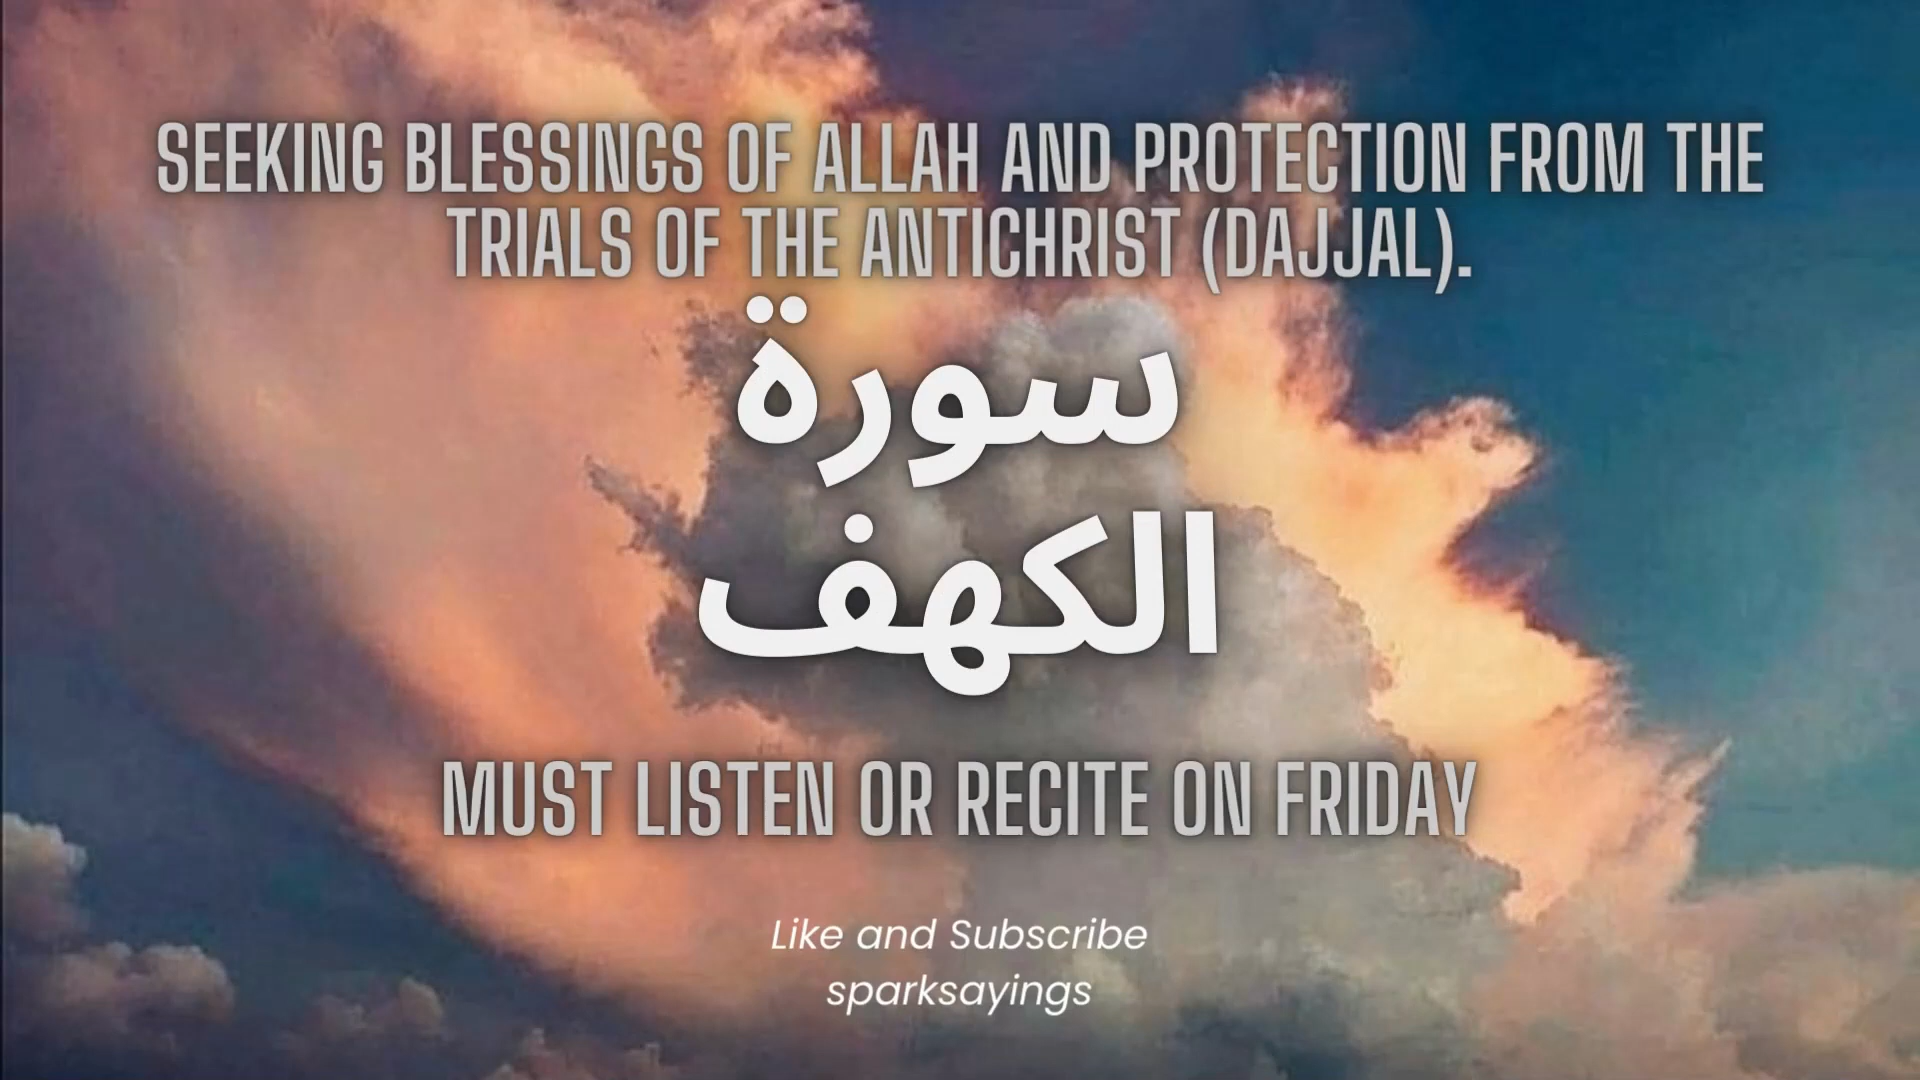 SEEKING BLESSINGS OF ALLAH AND PROTECTION FROM THE
TRIALS OF THE ANTICHRIST (DAJJAL).
سورة
الكهف
MUST LISTEN OR RECITE ON FRIDAY
Like and Subscribe
sparksayings